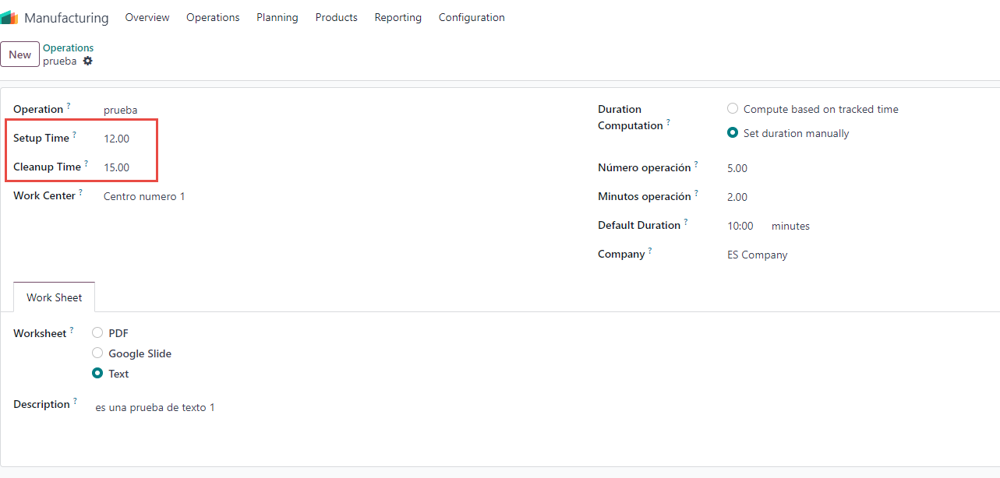 Manufacturing Overview Operations Planning Products Reporting Configuration
New
Operations
prueba
Operation ? prueba
Setup Time ? 12.00
Cleanup Time ? 15.00
Work Center ? Centro numero 1
Duration
Computation ?
Compute based on tracked time
Set duration manually
Número operación ? 5.00
Minutos operación ? 2.00
Default Duration ? 10:00 minutes
Company ? ES Company
Work Sheet
Worksheet ? PDF
Google Slide
Text
Description ? es una prueba de texto 1